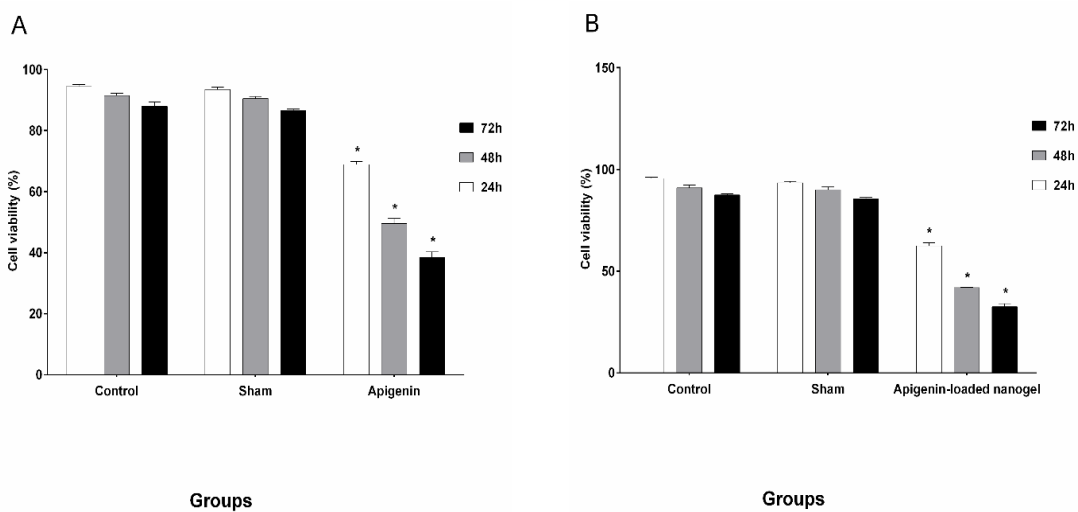 A
Cell viability (%)
100
80
60
40
20
0
*
*
*
72h
48h
24h
Control
Sham
Apigenin
Groups
B
Cell viability (%)
150
100
50
0
*
*
*
72h
48h
24h
Control
Sham
Apigenin-loaded nanogel
Groups